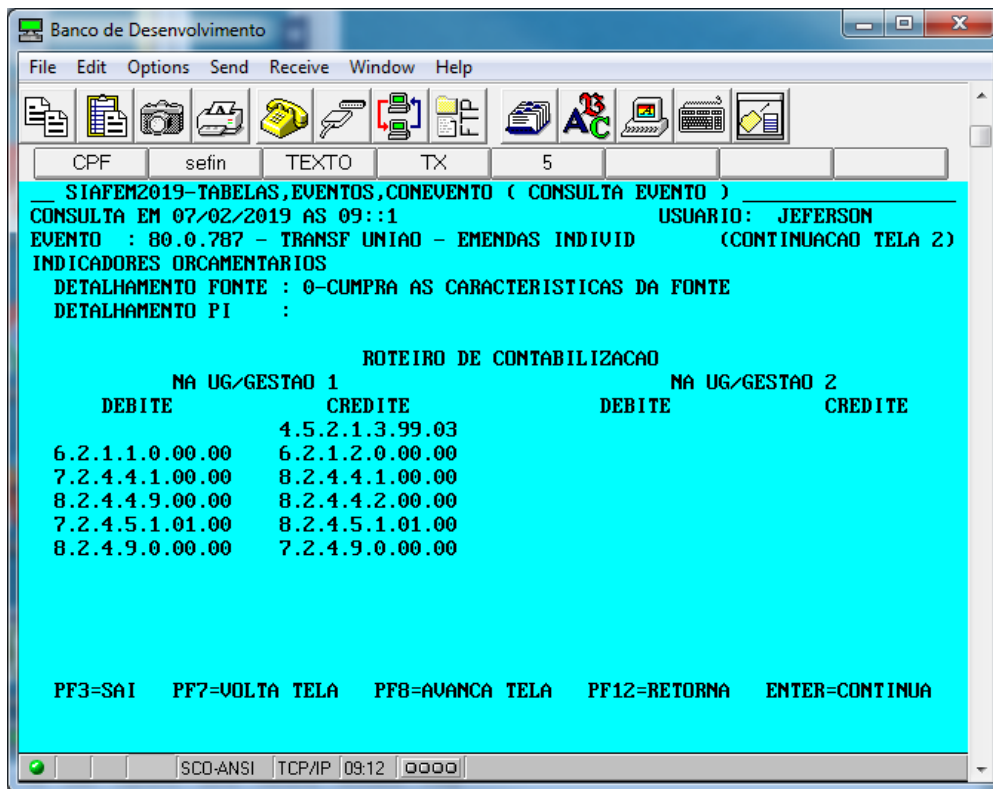 Banco de Desenvolvimento
File Edit Options Send Receive Window Help
FTP
CPF sefin TEXTO TX 5
__ SIAFEM2019-TABELAS,EVENTOS,CONEVENTO ( CONSULTA EVENTO ) __________________
CONSULTA EM 07/02/2019 AS 09::1 USUARIO: JEFERSON
EVENTO : 80.0.787 - TRANSF UNIAO - EMENDAS INDIVID (CONTINUACAO TELA 2)
INDICADORES ORCAMENTARIOS
DETALHAMENTO FONTE : 0-CUMPRA AS CARACTERISTICAS DA FONTE
DETALHAMENTO PI :
ROTEIRO DE CONTABILIZACAO
NA UG/GESTAO 1 NA UG/GESTAO 2
DEBITE CREDITE DEBITE CREDITE
4.5.2.1.3.99.03
6.2.1.1.0.00.00 6.2.1.2.0.00.00
7.2.4.4.1.00.00 8.2.4.4.1.00.00
8.2.4.4.9.00.00 8.2.4.4.2.00.00
7.2.4.5.1.01.00 8.2.4.5.1.01.00
8.2.4.9.0.00.00 7.2.4.9.0.00.00
PF3=SAI PF7=VOLTA TELA PF8=AVANCA TELA PF12=RETORNA ENTER=CONTINUA
SCO-ANSI TCP/IP 09:12